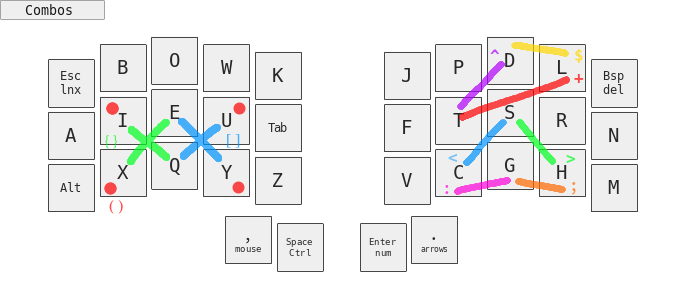 Combos
Esc B O W K J P ^ D L $ Bsp
lnx del
+
A I E U Tab F T S R N
{} []
Alt X Q Y Z V < C G H > M
: ;
()
, Space Enter .
mouse Ctrl num arrows